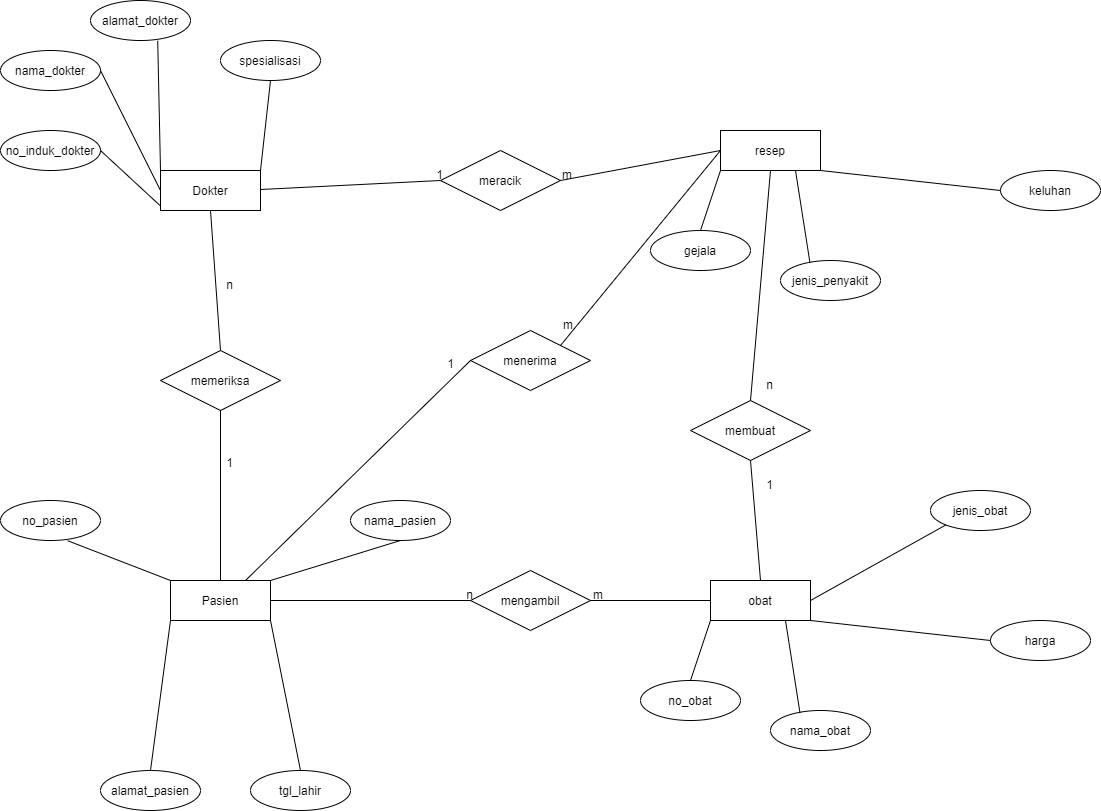 alamat_dokter
spesialisasi
nama_dokter
no_induk_dokter
Dokter
1
meracik
m
resep
keluhan
gejala
jenis_penyakit
n
m
menerima
1
memeriksa
n
membuat
1
1
jenis_obat
no_pasien
nama_pasien
Pasien
n
mengambil
m
obat
harga
no_obat
nama_obat
alamat_pasien
tgl_lahir